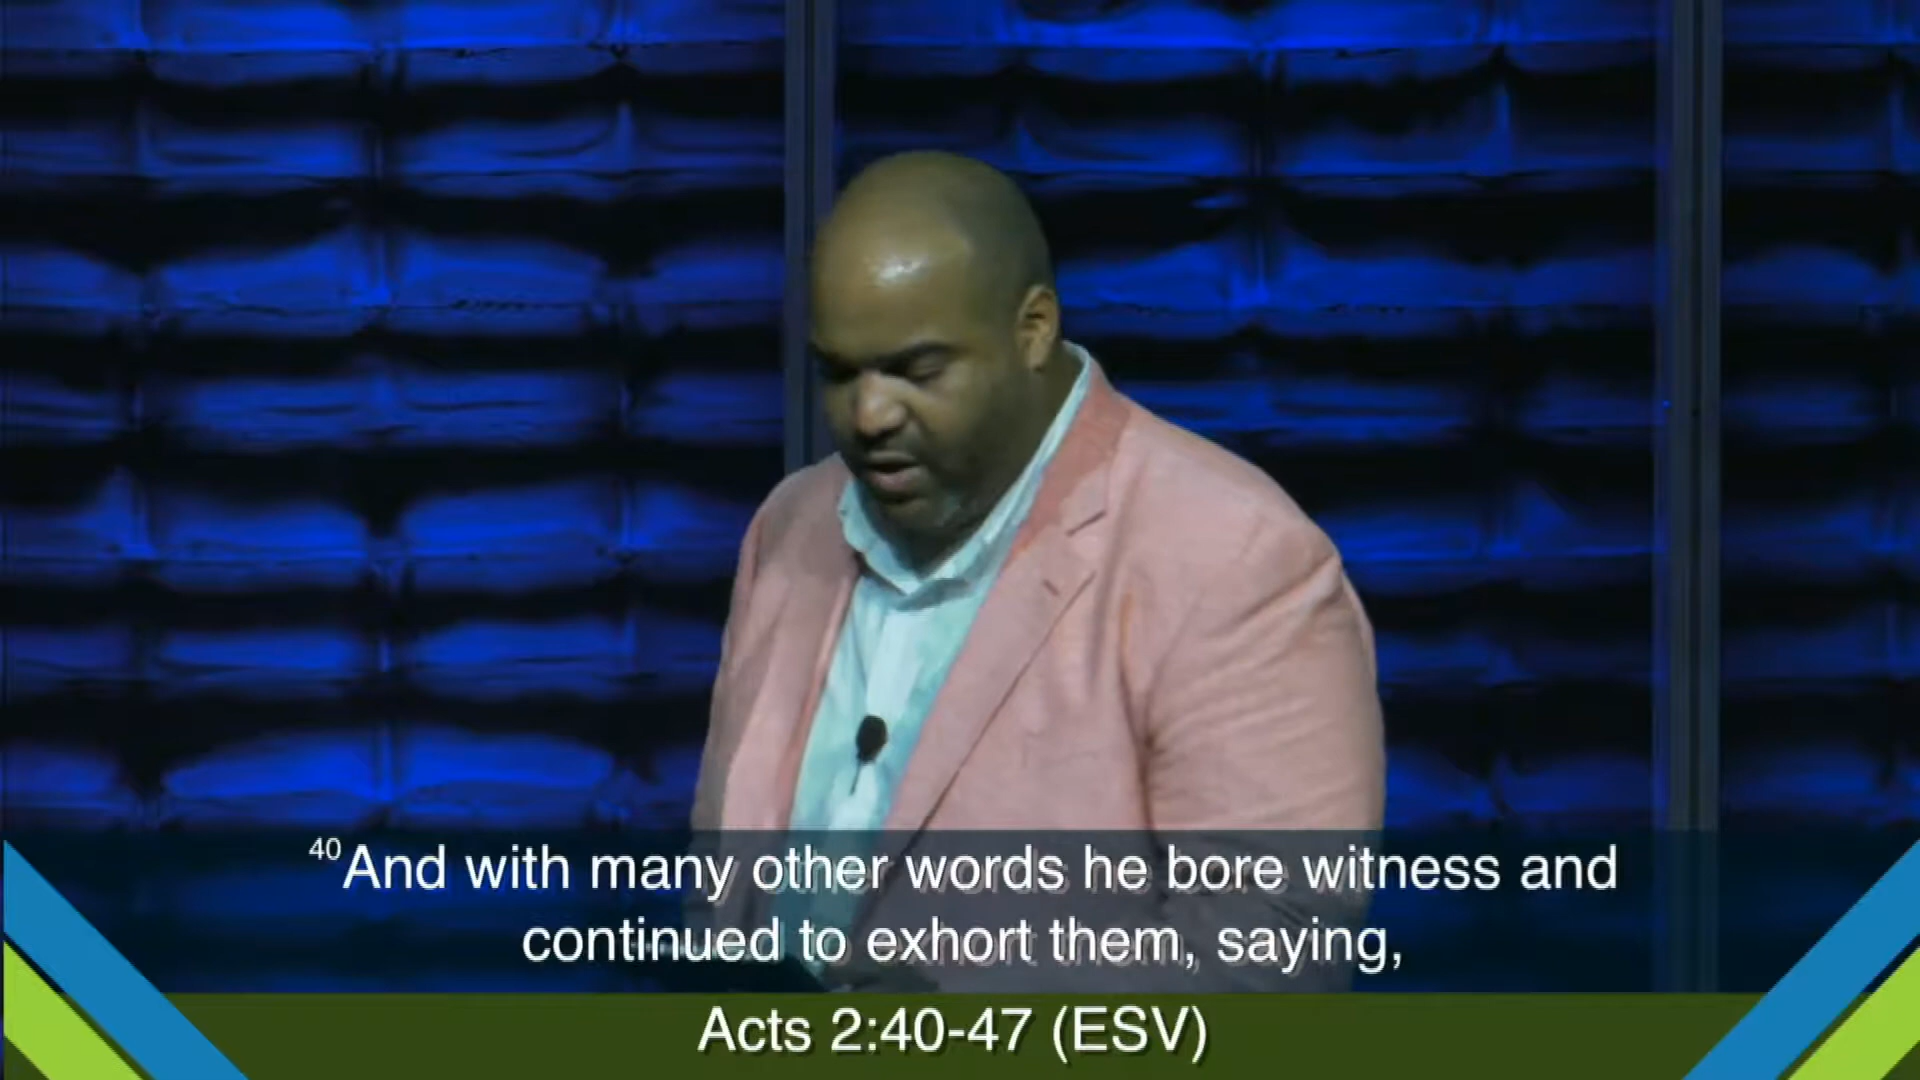 40And with many other words he bore witness and
continued to exhort them, saying,
Acts 2:40-47 (ESV)